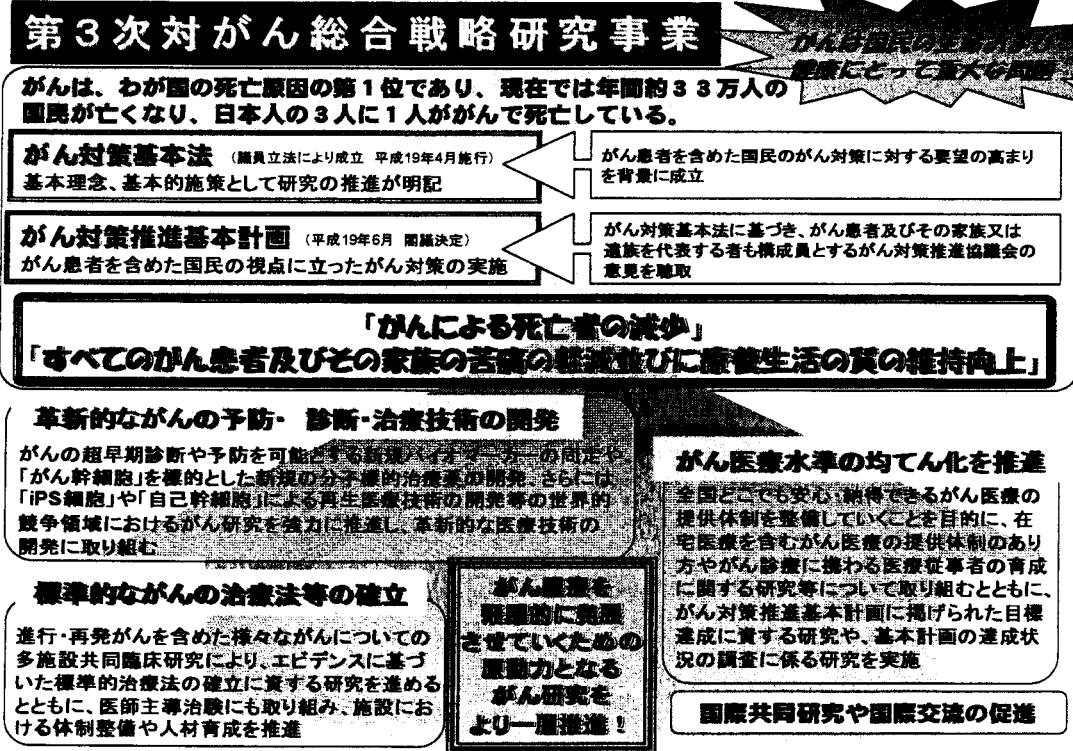 第３次対がん総合戦略研究事業
がんは国民の生命および
健康にとって重大な問題
がんは、わが国の死亡原因の第１位であり、現在では年間約３３万人の
国民が亡くなり、日本人の３人に１人ががんで死亡している。
がん対策基本法 （議員立法により成立 平成19年4月施行）
基本理念、基本的施策として研究の推進が明記
がん患者を含めた国民のがん対策に対する要望の高まり
を背景に成立
がん対策推進基本計画 （平成19年6月 閣議決定）
がん患者を含めた国民の視点に立ったがん対策の実施
がん対策基本法に基づき、がん患者及びその家族又は
遺族を代表する者も構成員とするがん対策推進協議会の
意見を聴取
「がんによる死亡者の減少」
「すべてのがん患者及びその家族の苦痛の軽減並びに療養生活の質の維持向上」
革新的ながんの予防・ 診断・治療技術の開発
がんの超早期診断や予防を可能とする新規バイオマーカーの同定や
「がん幹細胞」を標的とした新規の分子標的治療薬の開発、さらには
「iPS細胞」や「自己幹細胞」による再生医療技術の開発等の世界的
競争領域におけるがん研究を強力に推進し、革新的な医療技術の
開発に取り組む
標準的ながんの治療法等の確立
進行・再発がんを含めた様々ながんについての
多施設共同臨床研究により、エビデンスに基づ
いた標準的治療法の確立に資する研究を進める
とともに、医師主導治験にも取り組み、施設にお
ける体制整備や人材育成を推進
がん医療を
飛躍的に発展
させていくための
原動力となる
がん研究を
より一層推進！
がん医療水準の均てん化を推進
全国どこでも安心・納得できるがん医療の
提供体制を整備していくことを目的に、在
宅医療を含むがん医療の提供体制のあり
方やがん診療に携わる医療従事者の育成
に関する研究等について取り組むとともに、
がん対策推進基本計画に掲げられた目標
達成に資する研究や、基本計画の達成状
況の調査に係る研究を実施
国際共同研究や国際交流の促進